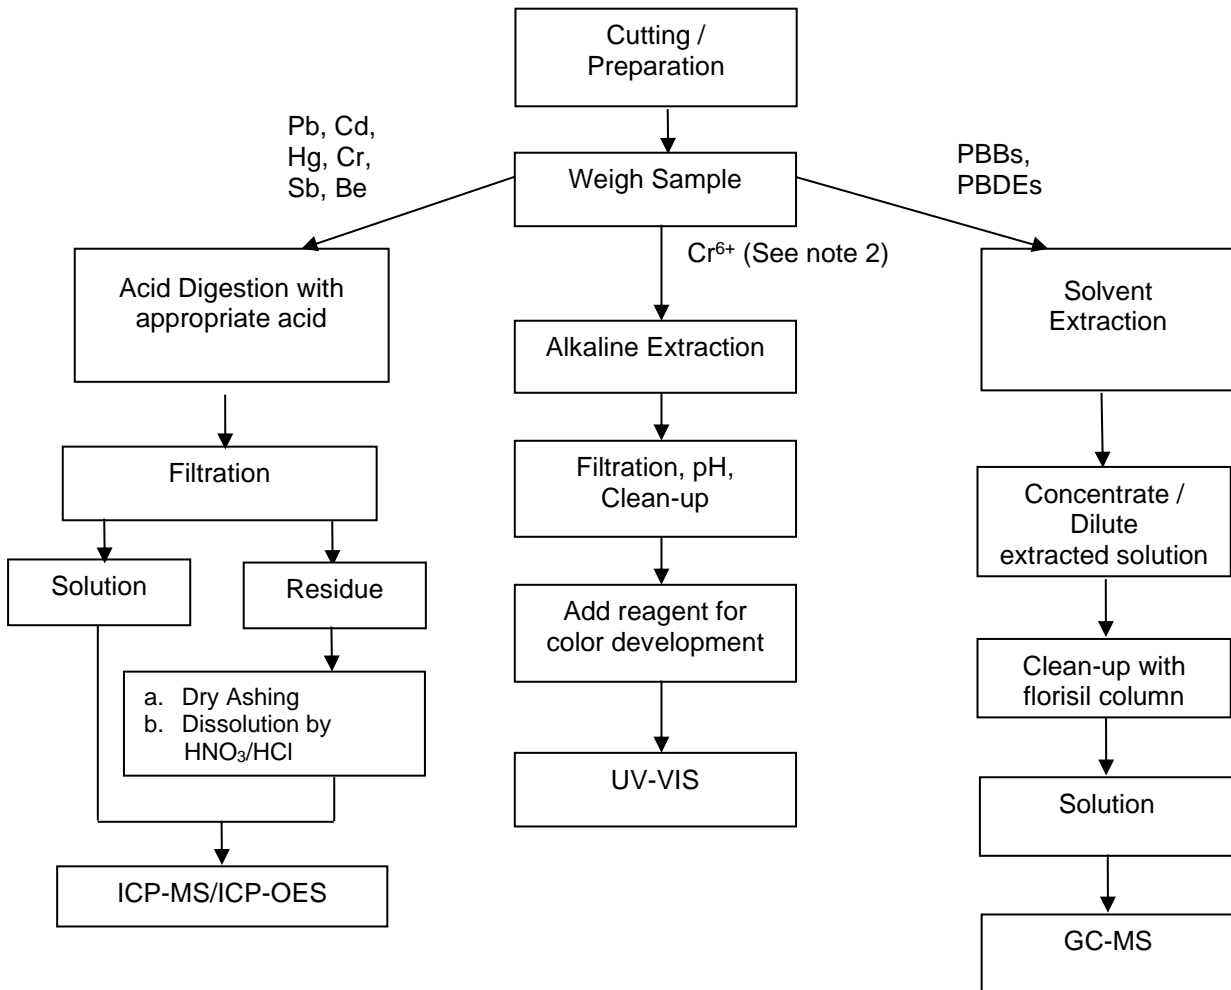 Cutting /
Preparation
Pb, Cd,
Hg, Cr,
Sb, Be
Weigh Sample
PBBs,
PBDEs
Cr⁶⁺ (See note 2)
Acid Digestion with
appropriate acid
Alkaline Extraction
Solvent
Extraction
Filtration
Filtration, pH,
Clean-up
Concentrate /
Dilute
extracted solution
Solution
Residue
Add reagent for
color development
Clean-up with
florisil column
a. Dry Ashing
b. Dissolution by
HNO₃/HCl
UV-VIS
Solution
ICP-MS/ICP-OES
GC-MS